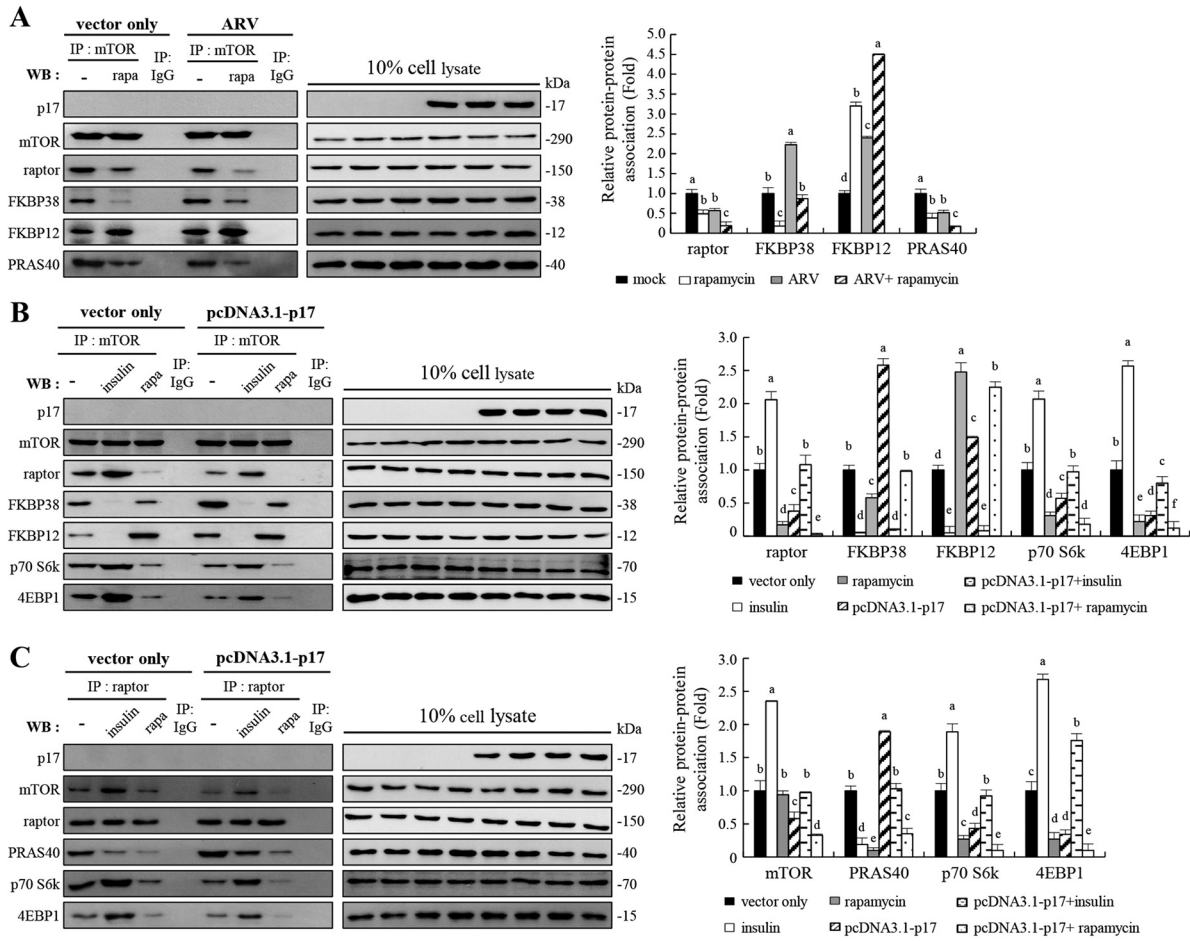 A
vector only ARV
IP : mTOR IP: IgG IP : mTOR IP: IgG
WB : - rapa - rapa
10% cell lysate
kDa
p17 -17
mTOR -290
raptor -150
FKBP38 -38
FKBP12 -12
PRAS40 -40
Relative protein-protein association (Fold)
5.0
4.5
4.0
3.5
3.0
2.5
2.0
1.5
1.0
0.5
0
a b b c
b c a b
d b c a
a b b c
raptor FKBP38 FKBP12 PRAS40
mock rapamycin ARV ARV+ rapamycin
B
vector only pcDNA3.1-p17
IP : mTOR IP: IgG IP : mTOR IP: IgG
WB : - insulin rapa - insulin rapa
10% cell lysate
kDa
p17 -17
mTOR -290
raptor -150
FKBP38 -38
FKBP12 -12
p70 S6k -70
4EBP1 -15
Relative protein-protein association (Fold)
3.0
2.5
2.0
1.5
1.0
0.5
0
b a d c b e
b d c a d b
d e a c e b
b a d c b d
b a e d c f
raptor FKBP38 FKBP12 p70 S6k 4EBP1
vector only rapamycin pcDNA3.1-p17+insulin
insulin pcDNA3.1-p17 pcDNA3.1-p17+ rapamycin
C
vector only pcDNA3.1-p17
IP : raptor IP: IgG IP : raptor IP: IgG
WB : - insulin rapa - insulin rapa
10% cell lysate
kDa
p17 -17
mTOR -290
raptor -150
PRAS40 -40
p70 S6k -70
4EBP1 -15
Relative protein-protein association (Fold)
3.0
2.5
2.0
1.5
1.0
0.5
0
b a b c b d
b d e a b c
b a d c b e
c a d d b e
mTOR PRAS40 p70 S6k 4EBP1
vector only rapamycin pcDNA3.1-p17+insulin
insulin pcDNA3.1-p17 pcDNA3.1-p17+ rapamycin